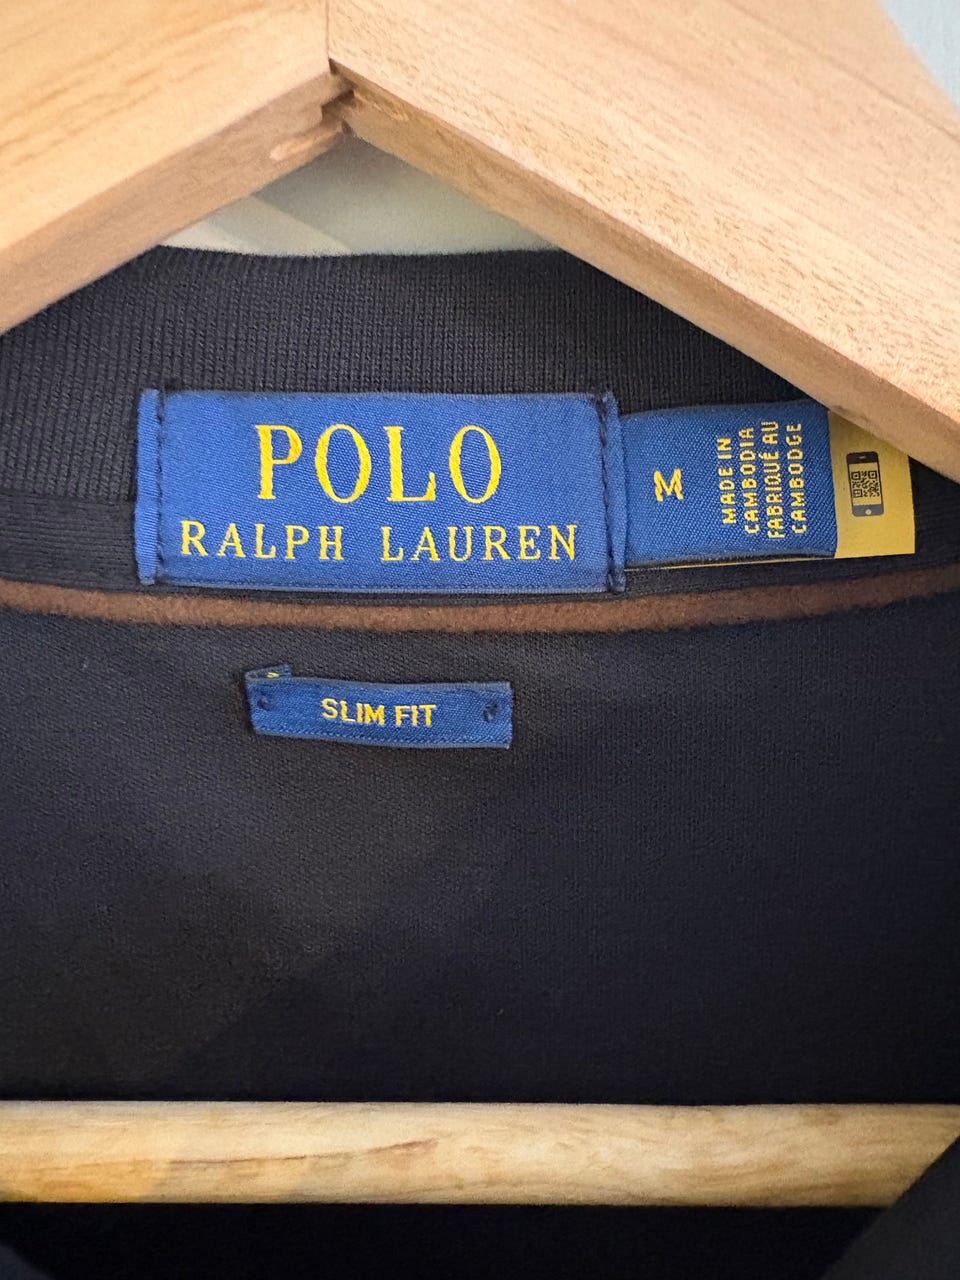 POLO
RALPH LAUREN
M
MADE IN
CAMBODIA
FABRIQUÉ AU
CAMBODGE
SLIM FIT